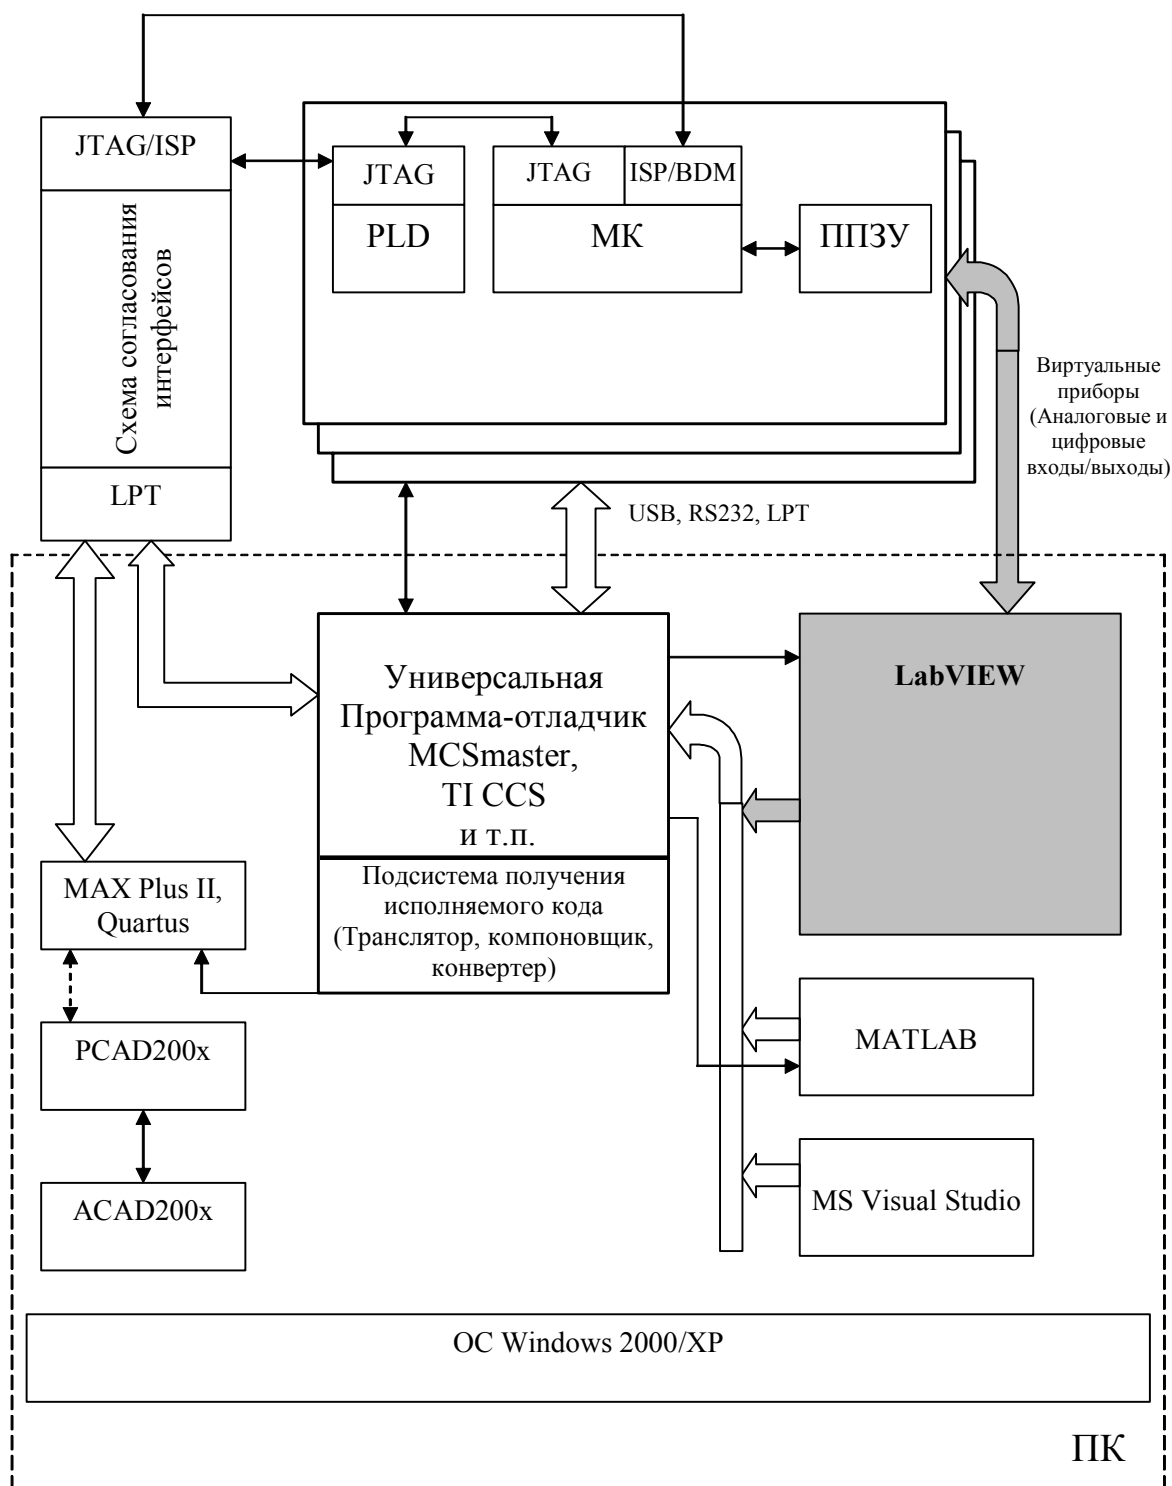 JTAG/ISP
Схема согласования
интерфейсов
LPT
JTAG
PLD
JTAG
ISP/BDM
МК
ППЗУ
Виртуальные
приборы
(Аналоговые и
цифровые
входы/выходы)
USB, RS232, LPT
Универсальная
Программа-отладчик
MCSmaster,
TI CCS
и т.п.
Подсистема получения
исполняемого кода
(Транслятор, компоновщик,
конвертер)
LabVIEW
MAX Plus II,
Quartus
PCAD200x
ACAD200x
MATLAB
MS Visual Studio
ОС Windows 2000/XP
ПК